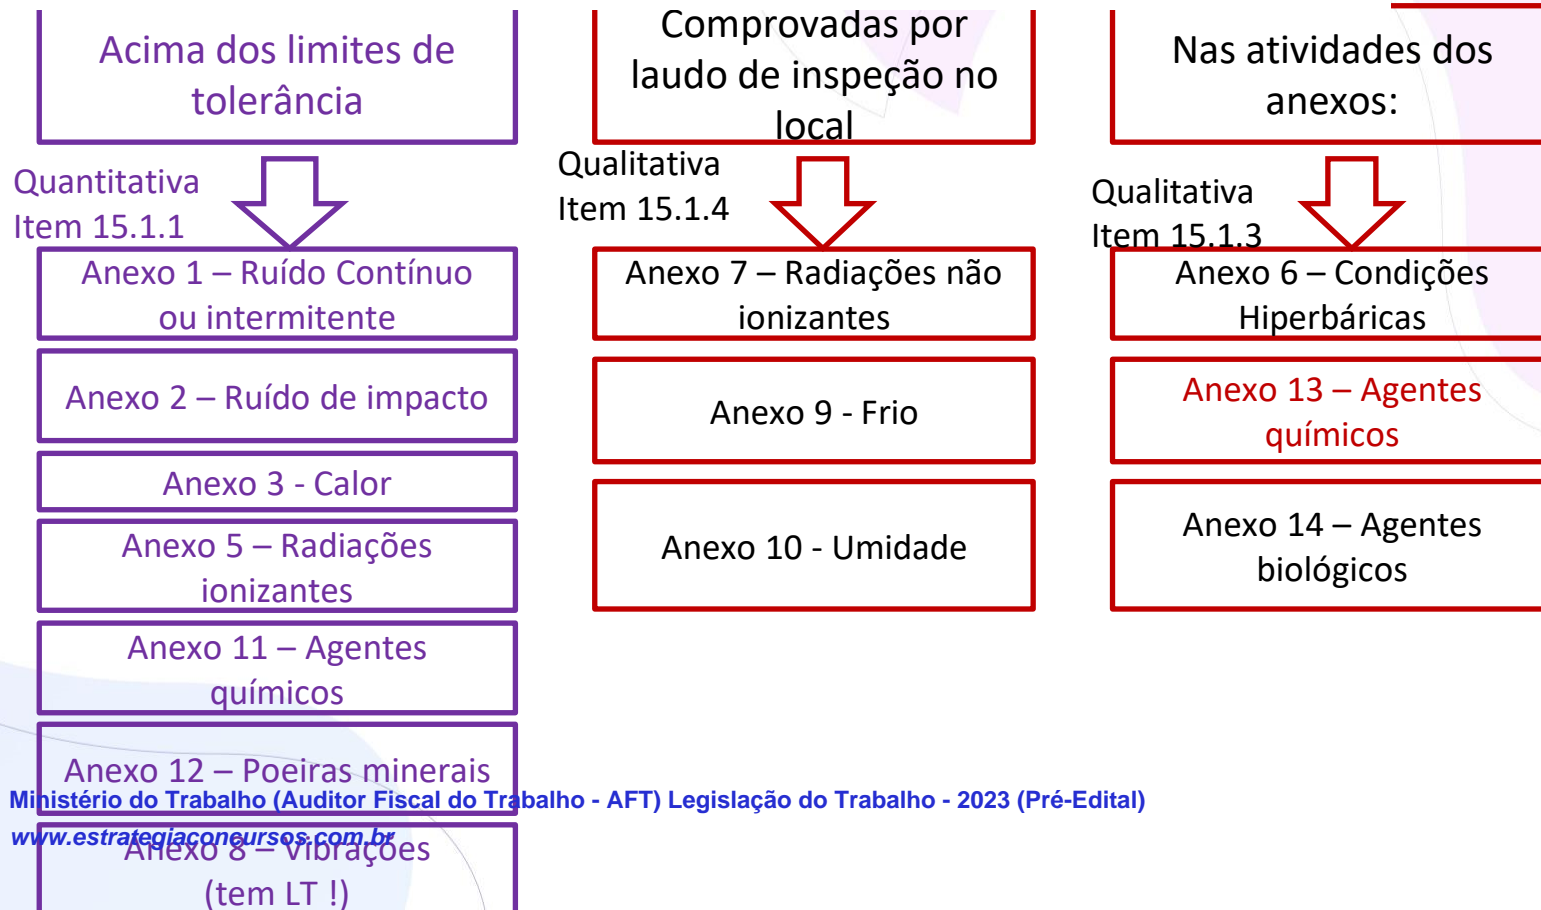 Acima dos limites de
tolerância
Quantitativa
Item 15.1.1
Anexo 1 – Ruído Contínuo
ou intermitente
Anexo 2 – Ruído de impacto
Anexo 3 - Calor
Anexo 5 – Radiações
ionizantes
Anexo 11 – Agentes
químicos
Anexo 12 – Poeiras minerais
Anexo 8 – Vibrações
(tem LT !)
Comprovadas por
laudo de inspeção no
local
Qualitativa
Item 15.1.4
Anexo 7 – Radiações não
ionizantes
Anexo 9 - Frio
Anexo 10 - Umidade
Nas atividades dos
anexos:
Qualitativa
Item 15.1.3
Anexo 6 – Condições
Hiperbáricas
Anexo 13 – Agentes
químicos
Anexo 14 – Agentes
biológicos
Ministério do Trabalho (Auditor Fiscal do Trabalho - AFT) Legislação do Trabalho - 2023 (Pré-Edital)
www.estrategiaconcursos.com.br